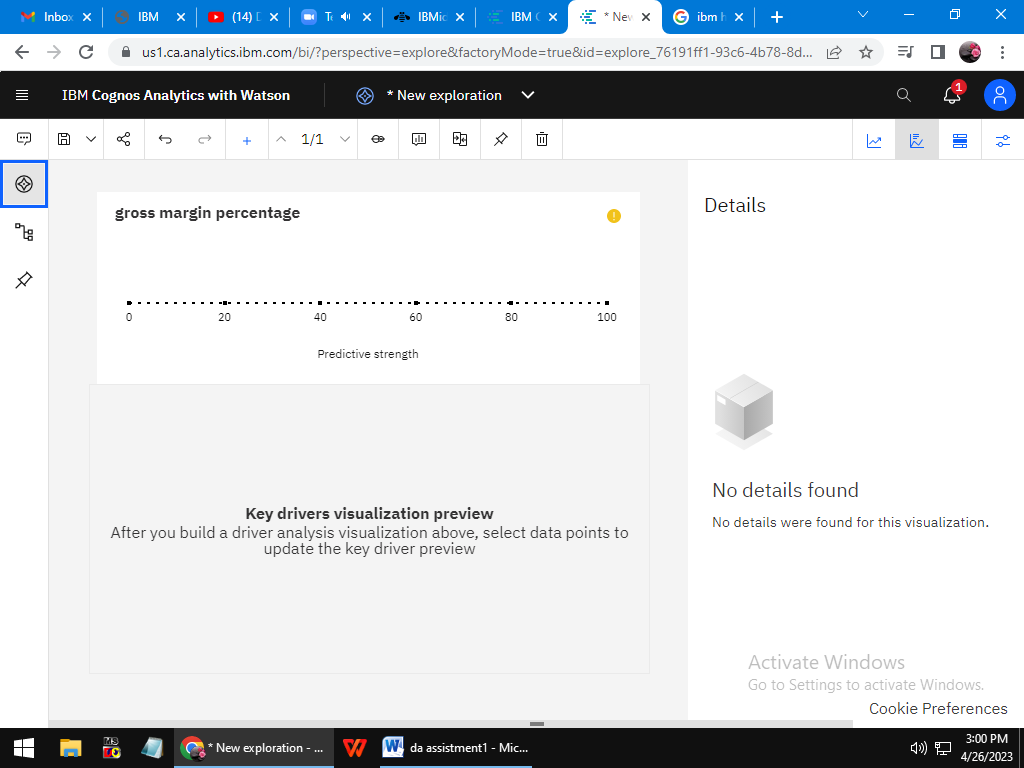 Inbox
IBM
(14)
IBM
* New
ibm h
us1.ca.analytics.ibm.com/bi/?perspective=explore&factoryMode=true&id=explore_76191ff1-93c6-4b78-8d...
IBM Cognos Analytics with Watson
* New exploration
1
1/1
gross margin percentage
Details
0 20 40 60 80 100
Predictive strength
No details found
No details were found for this visualization.
Key drivers visualization preview
After you build a driver analysis visualization above, select data points to
update the key driver preview
Activate Windows
Go to Settings to activate Windows.
Cookie Preferences
* New exploration - ...
da assistment1 - Mic...
3:00 PM
4/26/2023